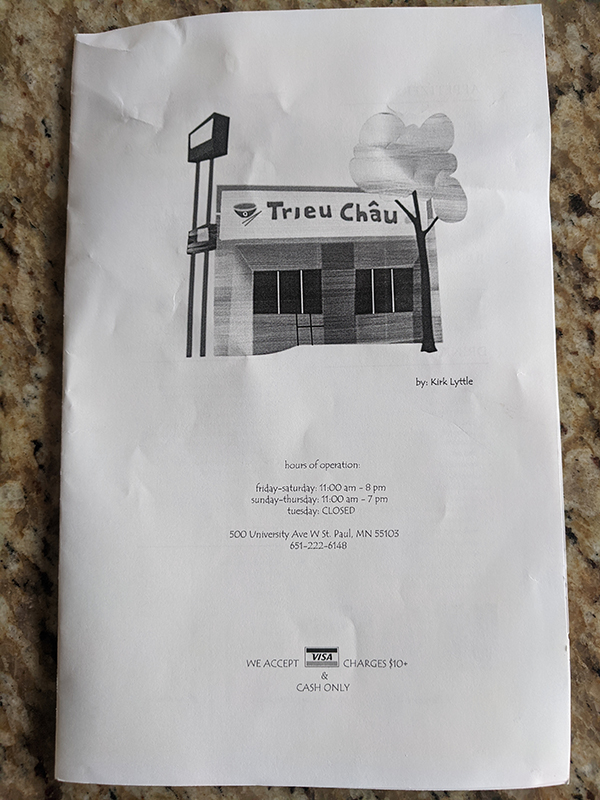 Trieu Châu
by: Kirk Lyttle
hours of operation:
friday-saturday: 11:00 am - 8 pm
sunday-thursday: 11:00 am - 7 pm
tuesday: CLOSED
500 University Ave W St. Paul, MN 55103
651-222-6148
WE ACCEPT VISA CHARGES $10+
&
CASH ONLY